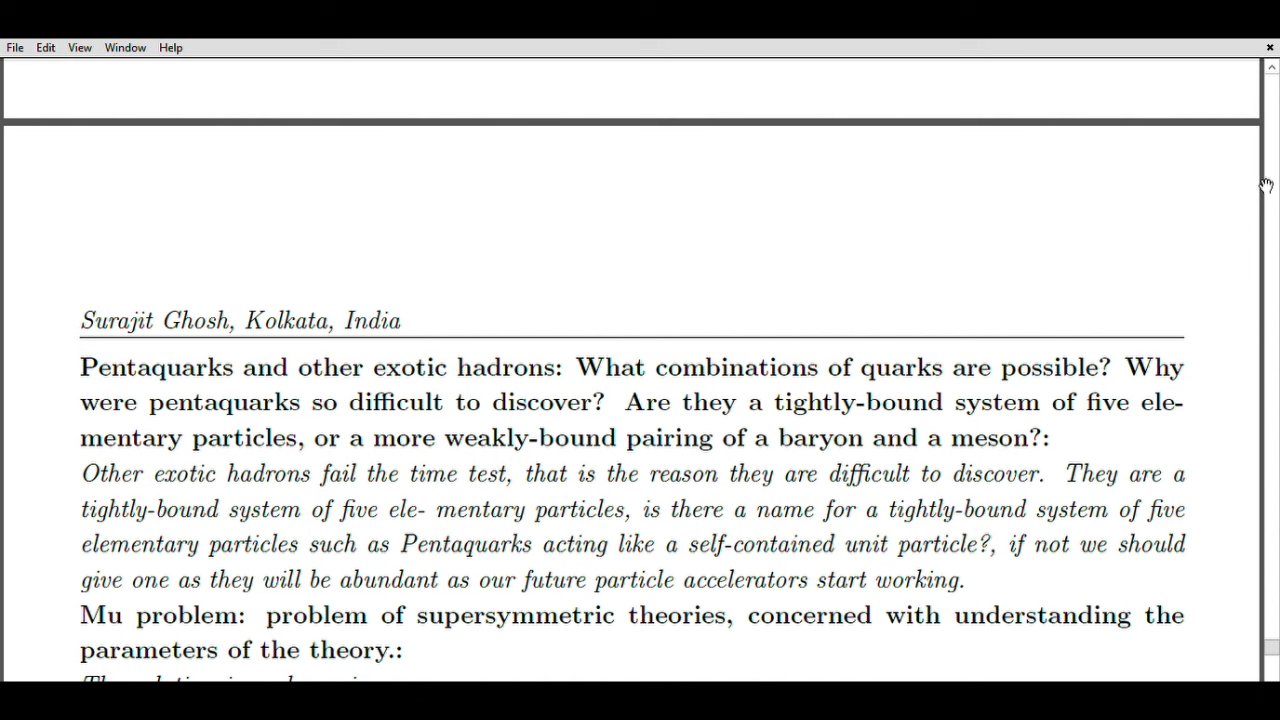 File Edit View Window Help
Surajit Ghosh, Kolkata, India
Pentaquarks and other exotic hadrons: What combinations of quarks are possible? Why
were pentaquarks so difficult to discover? Are they a tightly-bound system of five ele-
mentary particles, or a more weakly-bound pairing of a baryon and a meson?:
Other exotic hadrons fail the time test, that is the reason they are difficult to discover. They are a
tightly-bound system of five ele- mentary particles, is there a name for a tightly-bound system of five
elementary particles such as Pentaquarks acting like a self-contained unit particle?, if not we should
give one as they will be abundant as our future particle accelerators start working.
Mu problem: problem of supersymmetric theories, concerned with understanding the
parameters of the theory.: